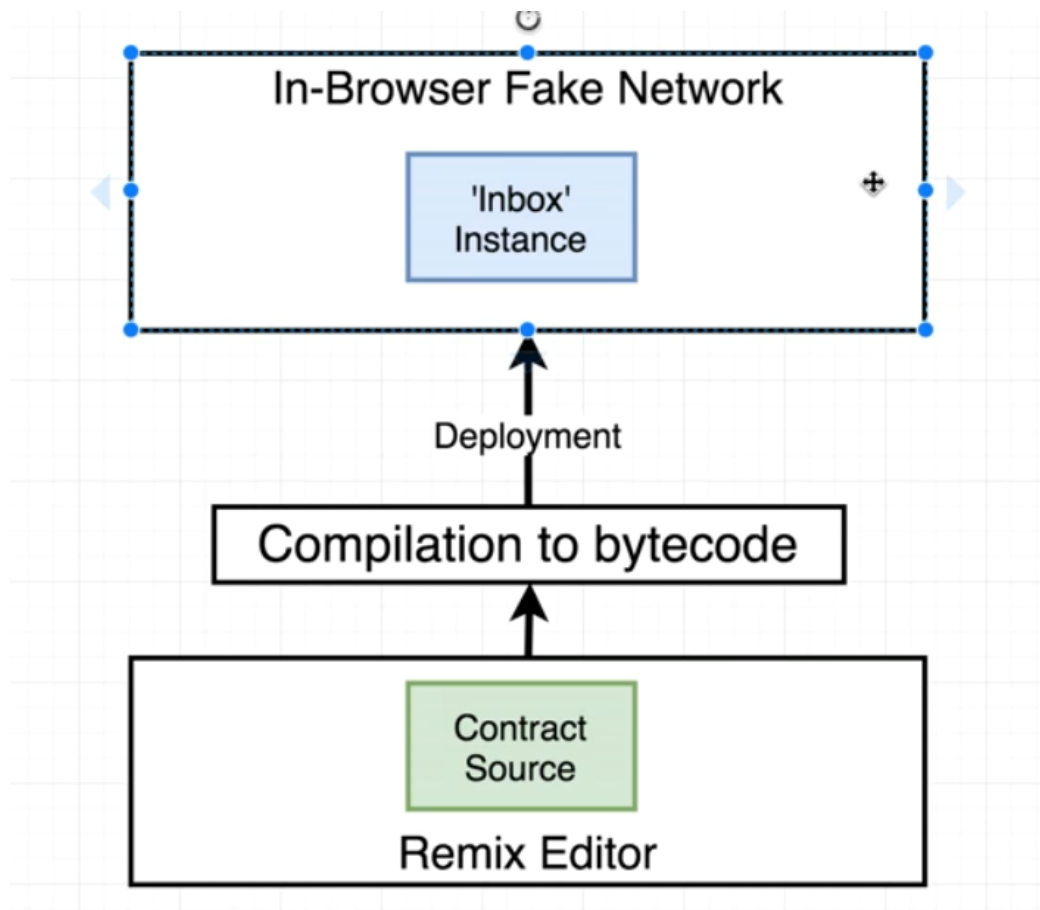 In-Browser Fake Network
'Inbox'
Instance
Deployment
Compilation to bytecode
Contract
Source
Remix Editor